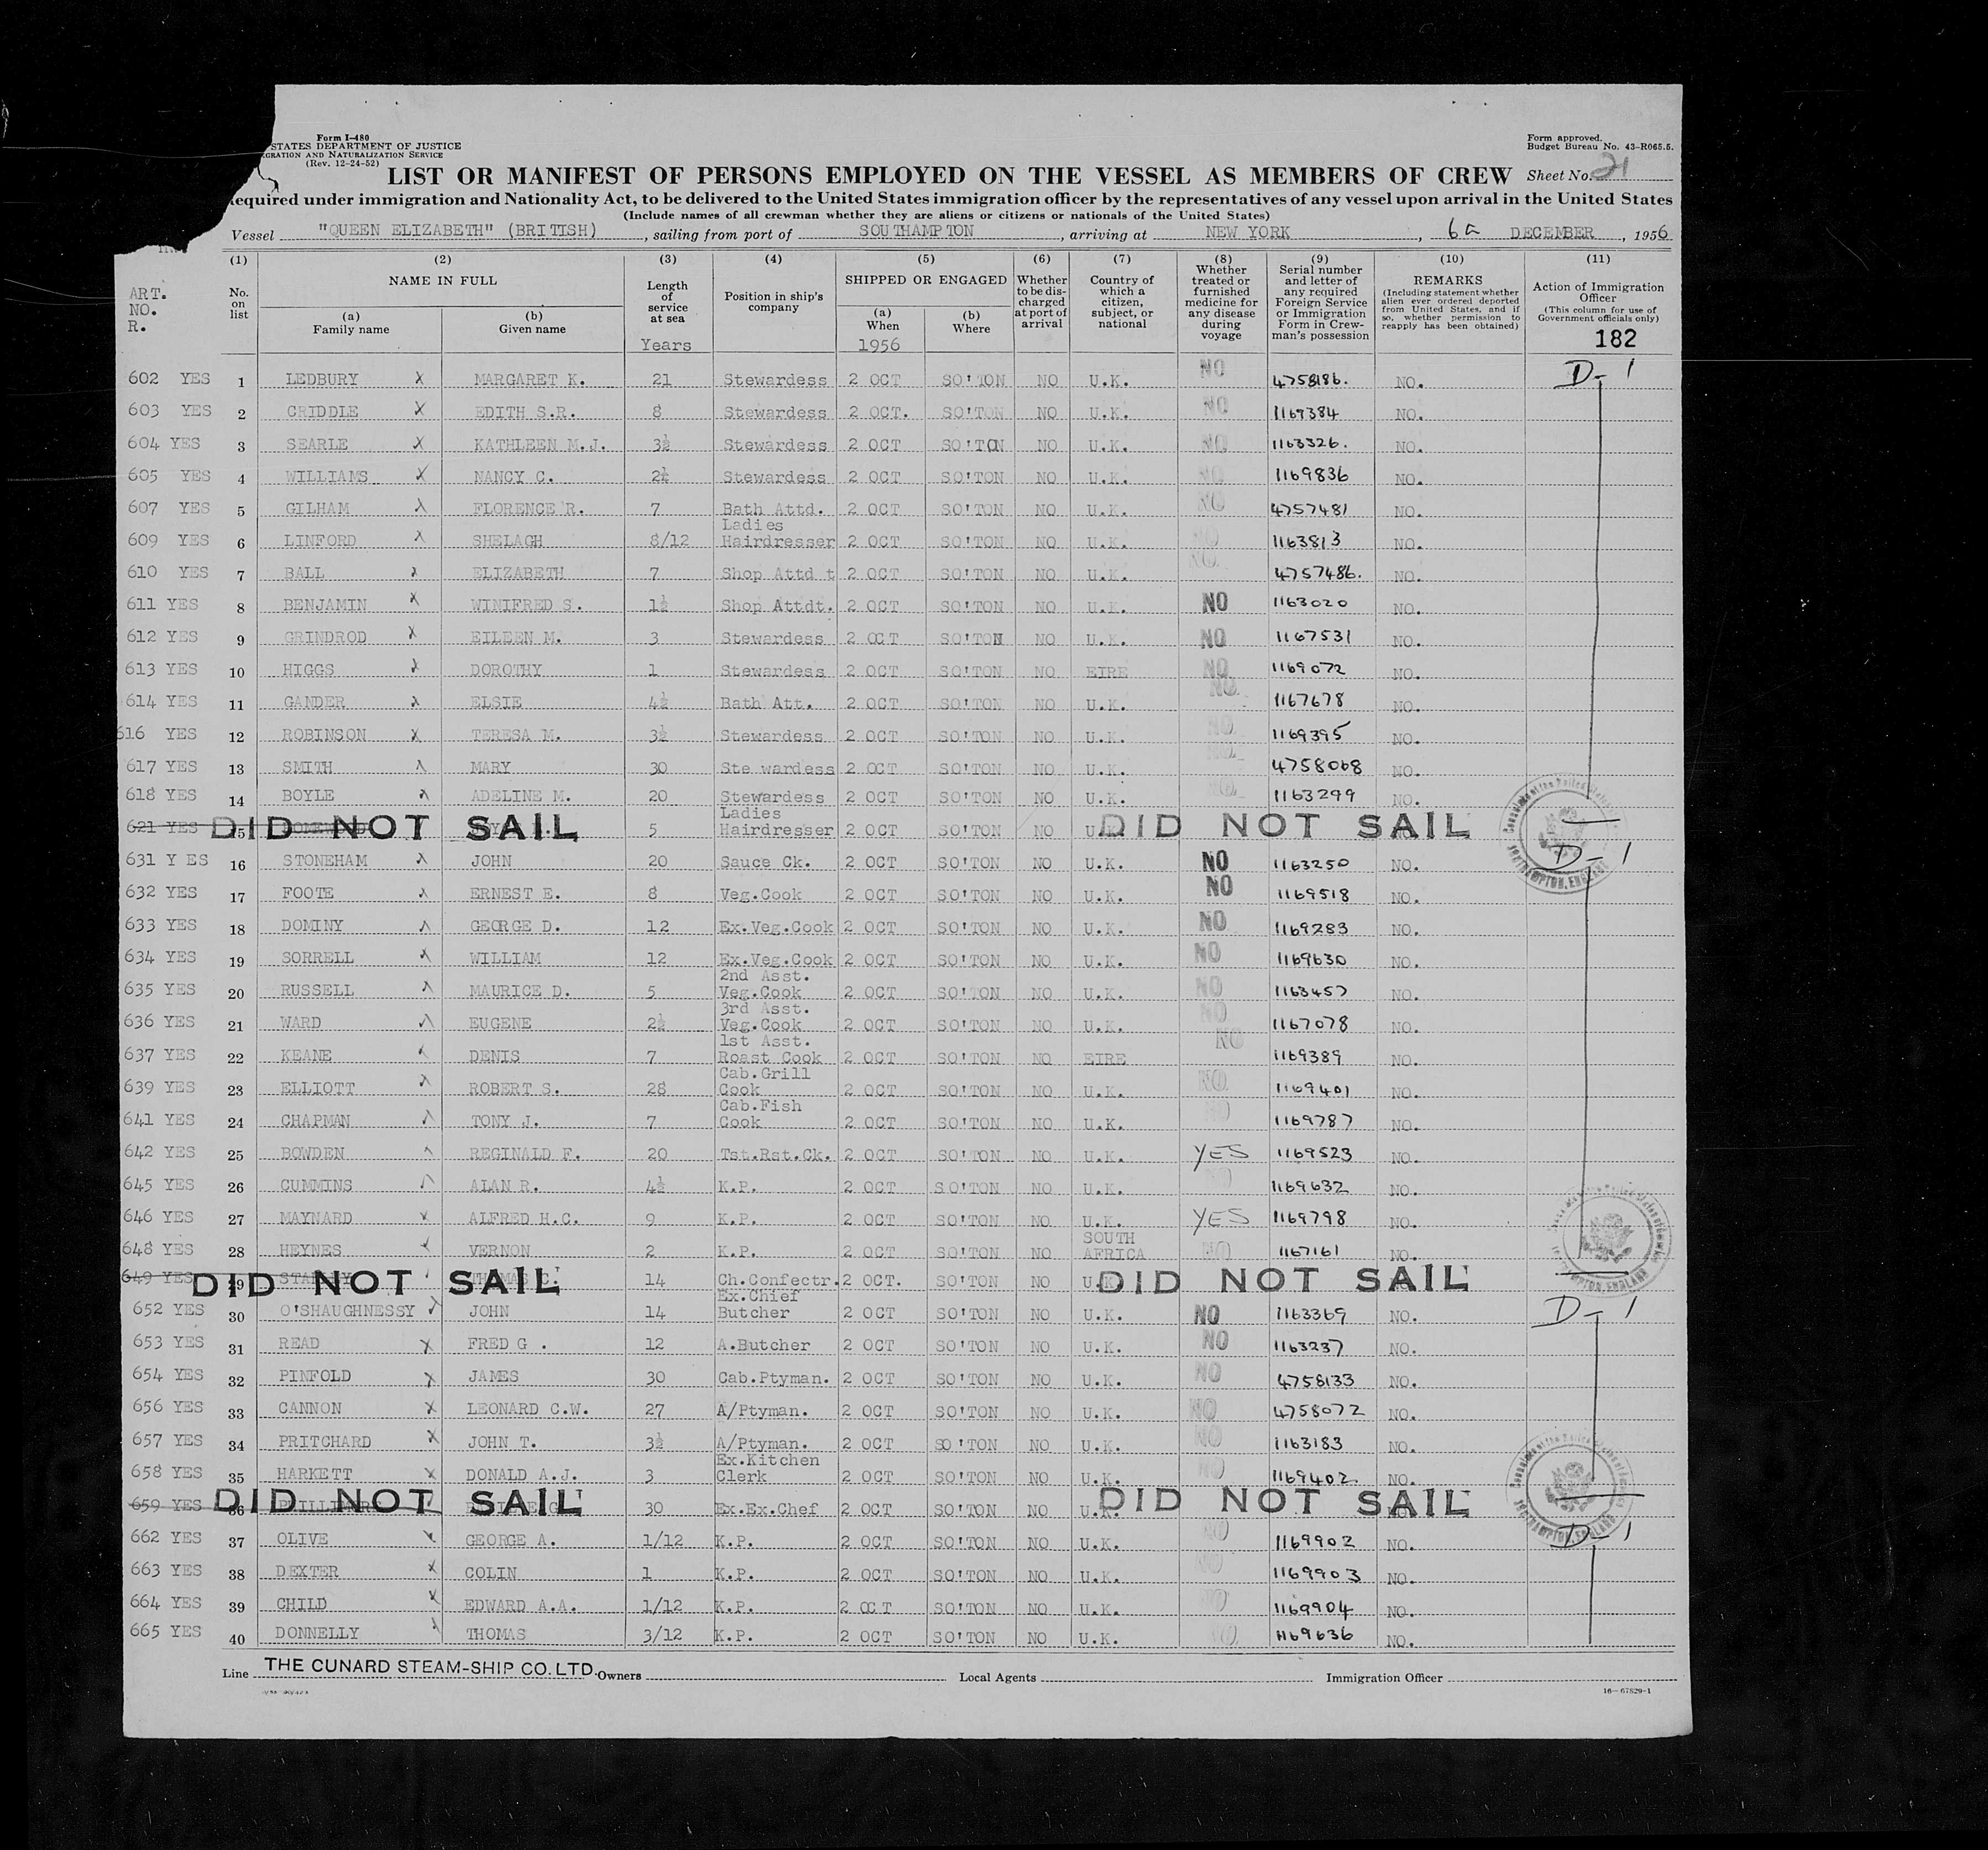 Form I-480
STATES DEPARTMENT OF JUSTICE
GRATION AND NATURALIZATION SERVICE
(Rev. 12-24-52)
Form approved.
Budget Bureau No. 43-R065.5.
LIST OR MANIFEST OF PERSONS EMPLOYED ON THE VESSEL AS MEMBERS OF CREW Sheet No. 21
equired under immigration and Nationality Act, to be delivered to the United States immigration officer by the representatives of any vessel upon arrival in the United States
(Include names of all crewman whether they are aliens or citizens or nationals of the United States)
Vessel "QUEEN ELIZABETH" (BRITISH), sailing from port of SOUTHAMPTON, arriving at NEW YORK, 6 DECEMBER, 1956
(1) (2) (3) (4) (5) (6) (7) (8) (9) (10) (11)
ART. NO. R.
No. on list
NAME IN FULL
(a) Family name
(b) Given name
Length of service at sea
Years
Position in ship's company
SHIPPED OR ENGAGED
(a) When
1956
(b) Where
Whether to be discharged at port of arrival
Country of which a citizen, subject, or national
Whether treated or furnished medicine for any disease during voyage
Serial number and letter of any required Foreign Service or Immigration Form in Crewman's possession
REMARKS
(Including statement whether alien ever ordered deported from United States, and if so, whether permission to reapply has been obtained)
Action of Immigration Officer
(This column for use of Government officials only)
182
602 YES 1 LEDBURY X MARGARET K. 21 Stewardess 2 OCT SO'TON NO U.K. NO 4758186. NO. D-1
603 YES 2 CRIDDLE X EDITH S.R. 8 Stewardess 2 OCT. SO'TON NO U.K. NO 1169384 NO.
604 YES 3 SEARLE X KATHLEEN M.J. 3½ Stewardess 2 OCT SO'TON NO U.K. NO 1163326. NO.
605 YES 4 WILLIAMS X NANCY C. 2½ Stewardess 2 OCT SO'TON NO U.K. NO 1169836 NO.
607 YES 5 GILHAM X FLORENCE R. 7 Bath Attd. 2 OCT SO'TON NO U.K. NO 4757481 NO.
609 YES 6 LINFORD X SHELAGH 8/12 Ladies Hairdresser 2 OCT SO'TON NO U.K. NO 1163813 NO.
610 YES 7 BALL X ELIZABETH 7 Shop Attd t 2 OCT SO'TON NO U.K. NO. 4757486. NO.
611 YES 8 BENJAMIN X WINIFRED S. 1½ Shop Attdt. 2 OCT SO'TON NO U.K. NO 1163020 NO.
612 YES 9 GRINDROD X EILEEN M. 3 Stewardess 2 OCT SO'TON NO U.K. NO 1167531 NO.
613 YES 10 HIGGS X DOROTHY 1 Stewardess 2 OCT SO'TON NO EIRE NO 1169072 NO.
614 YES 11 GANDER X ELSIE 4½ Bath Att. 2 OCT SO'TON NO U.K. NO. 1167678 NO.
616 YES 12 ROBINSON X TERESA M. 3½ Stewardess 2 OCT SO'TON NO U.K. NO 1169395 NO.
617 YES 13 SMITH X MARY 30 Ste wardess 2 OCT SO'TON NO U.K. NO. 4758068 NO.
618 YES 14 BOYLE X ADELINE M. 20 Stewardess 2 OCT SO'TON NO U.K. NO. 1163299 NO.
621 YES 15 DID NOT SAIL 5 Ladies Hairdresser 2 OCT SO'TON NO U.K. DID NOT SAIL
631 Y ES 16 STONEHAM X JOHN 20 Sauce Ck. 2 OCT SO'TON NO U.K. NO 1163250 NO. D-1
632 YES 17 FOOTE X ERNEST E. 8 Veg.Cook 2 OCT SO'TON NO U.K. NO 1169518 NO.
633 YES 18 DOMINY X GEORGE D. 12 Ex.Veg.Cook 2 OCT SO'TON NO U.K. NO 1169283 NO.
634 YES 19 SORRELL X WILLIAM 12 Ex.Veg.Cook 2 OCT SO'TON NO U.K. NO 1169630 NO.
635 YES 20 RUSSELL X MAURICE D. 5 2nd Asst. Veg.Cook 2 OCT SO'TON NO U.K. NO 1163457 NO.
636 YES 21 WARD X EUGENE 2½ 3rd Asst. Veg.Cook 2 OCT SO'TON NO U.K. NO 1167078 NO.
637 YES 22 KEANE X DENIS 7 1st Asst. Roast Cook 2 OCT SO'TON NO EIRE NO 1169389 NO.
639 YES 23 ELLIOTT X ROBERT S. 28 Cab.Grill Cook 2 OCT SO'TON NO U.K. NO 1169401 NO.
641 YES 24 CHAPMAN X TONY J. 7 Cab.Fish Cook 2 OCT SO'TON NO U.K. NO 1169787 NO.
642 YES 25 BOWDEN X REGINALD F. 20 Tst.Rst.Ck. 2 OCT SO'TON NO U.K. YES 1169523 NO.
645 YES 26 CUMMINS X ALAN R. 4½ K.P. 2 OCT SO'TON NO U.K. NO 1169632 NO.
646 YES 27 MAYNARD X ALFRED H.C. 9 K.P. 2 OCT SO'TON NO U.K. YES 1169798 NO.
648 YES 28 HEYNES X VERNON 2 K.P. 2 OCT SO'TON NO SOUTH AFRICA NO 1167161 NO.
649 YES 29 DID NOT SAIL THOMAS C. 14 Ch.Confectr. 2 OCT. SO'TON NO U.K. DID NOT SAIL
652 YES 30 O'SHAUGHNESSY X JOHN 14 Ex.Chief Butcher 2 OCT SO'TON NO U.K. NO 1163369 NO. D-1
653 YES 31 READ X FRED G . 12 A.Butcher 2 OCT SO'TON NO U.K. NO 1163237 NO.
654 YES 32 PINFOLD X JAMES 30 Cab.Ptyman. 2 OCT SO'TON NO U.K. NO 4758133 NO.
656 YES 33 CANNON X LEONARD C.W. 27 A/Ptyman. 2 OCT SO'TON NO U.K. NO 4758072 NO.
657 YES 34 PRITCHARD X JOHN T. 3½ A/Ptyman. 2 OCT SO'TON NO U.K. NO 1163183 NO.
658 YES 35 HARKETT X DONALD A.J. 3 Ex.Kitchen Clerk 2 OCT SO'TON NO U.K. NO 1169402 NO.
659 YES 36 DID NOT SAIL 30 Ex.Ex.Chef 2 OCT SO'TON NO U.K. DID NOT SAIL
662 YES 37 OLIVE X GEORGE A. 1/12 K.P. 2 OCT SO'TON NO U.K. NO 1169902 NO. D-1
663 YES 38 DEXTER X COLIN 1 K.P. 2 OCT SO'TON NO U.K. NO 1169903 NO.
664 YES 39 CHILD X EDWARD A.A. 1/12 K.P. 2 OCT SO'TON NO U.K. NO 1169904 NO.
665 YES 40 DONNELLY X THOMAS 3/12 K.P. 2 OCT SO'TON NO U.K. NO 1169636 NO.
Line THE CUNARD STEAM-SHIP CO. LTD. Owners Local Agents Immigration Officer
16—67829-1